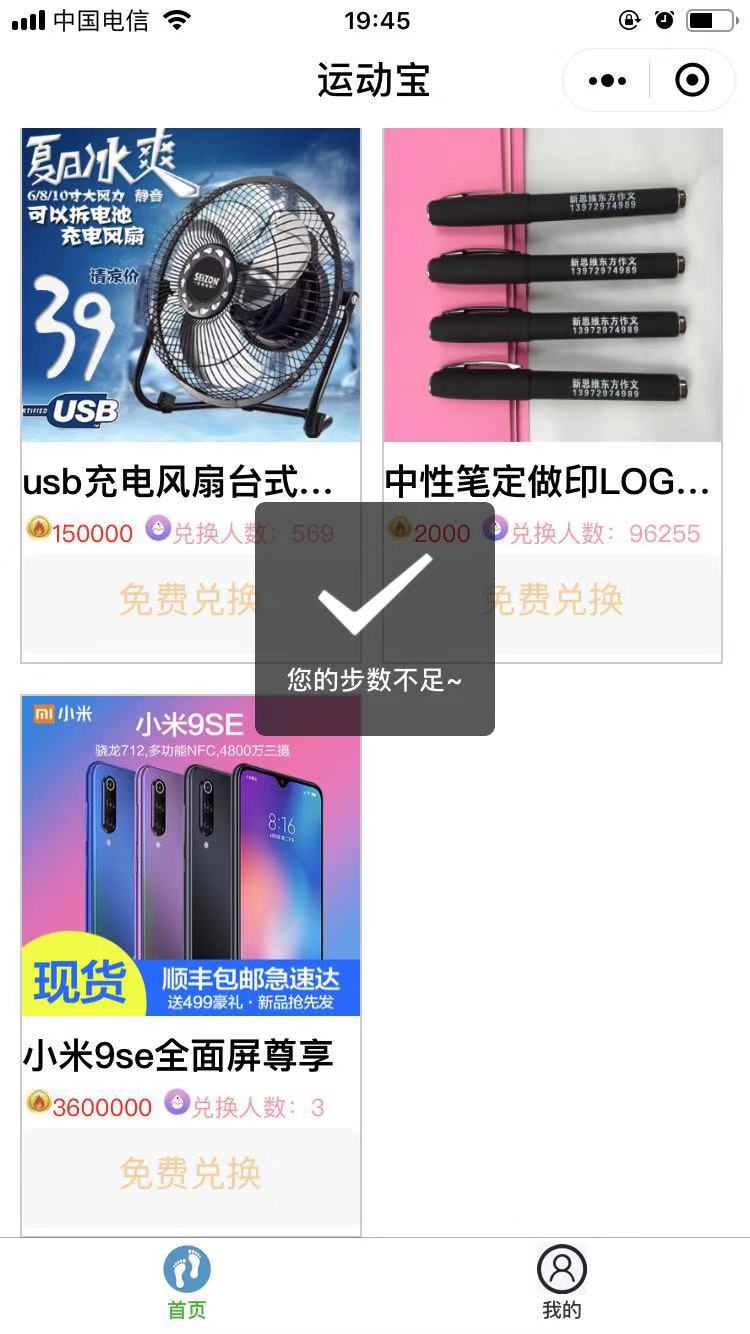 中国电信
19:45
运动宝
夏日冰爽
6/8/10寸大风力 静音
可以拆电池
充电风扇
清凉价
39
SEIZON
USB
新思维东方作文
13972974989
新思维东方作文
13972974989
新思维东方作文
13972974989
新思维东方作文
13972974989
usb充电风扇台式...
中性笔定做印LOG...
150000 兑换人数：569
2000 兑换人数：96255
免费兑换
免费兑换
您的步数不足~
小米
小米9SE
骁龙712,多功能NFC,4800万三摄
8:16
现货
顺丰包邮急速达
送499豪礼·新品抢先发
小米9se全面屏尊享
3600000 兑换人数：3
免费兑换
首页
我的